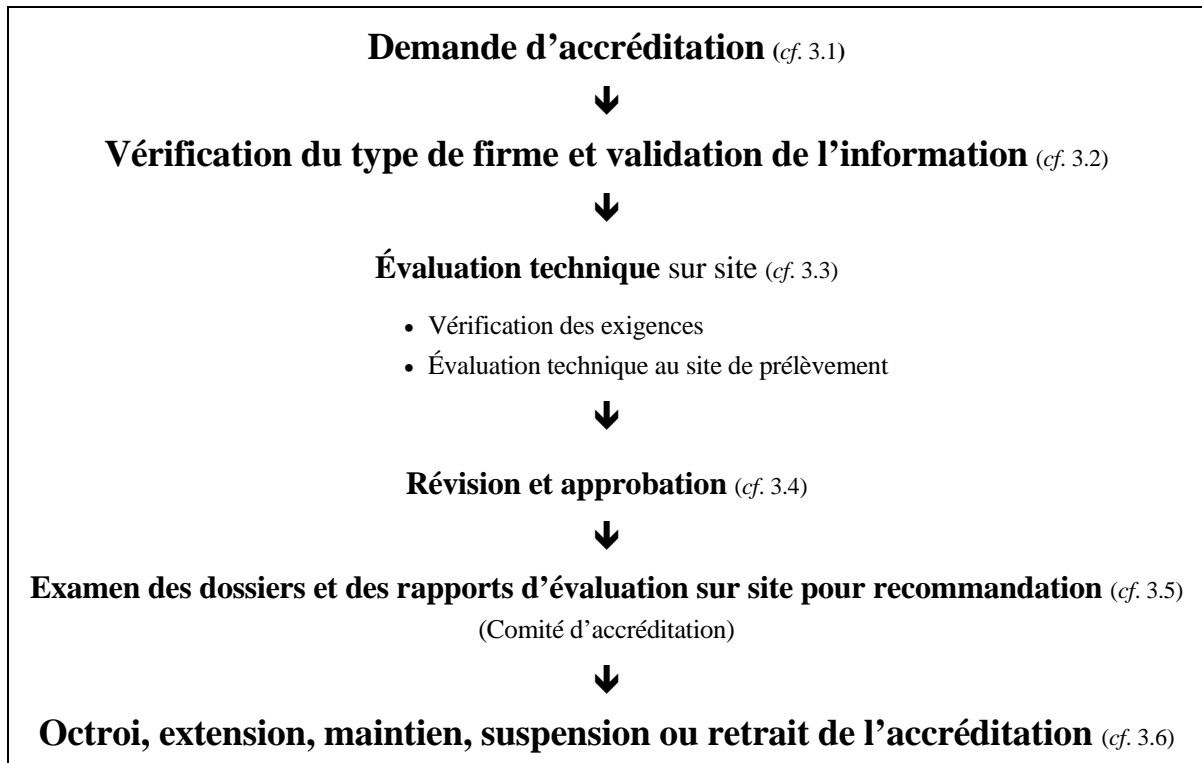 Demande d’accréditation (cf. 3.1)
Vérification du type de firme et validation de l’information (cf. 3.2)
Évaluation technique sur site (cf. 3.3)
• Vérification des exigences
• Évaluation technique au site de prélèvement
Révision et approbation (cf. 3.4)
Examen des dossiers et des rapports d’évaluation sur site pour recommandation (cf. 3.5)
(Comité d’accréditation)
Octroi, extension, maintien, suspension ou retrait de l’accréditation (cf. 3.6)